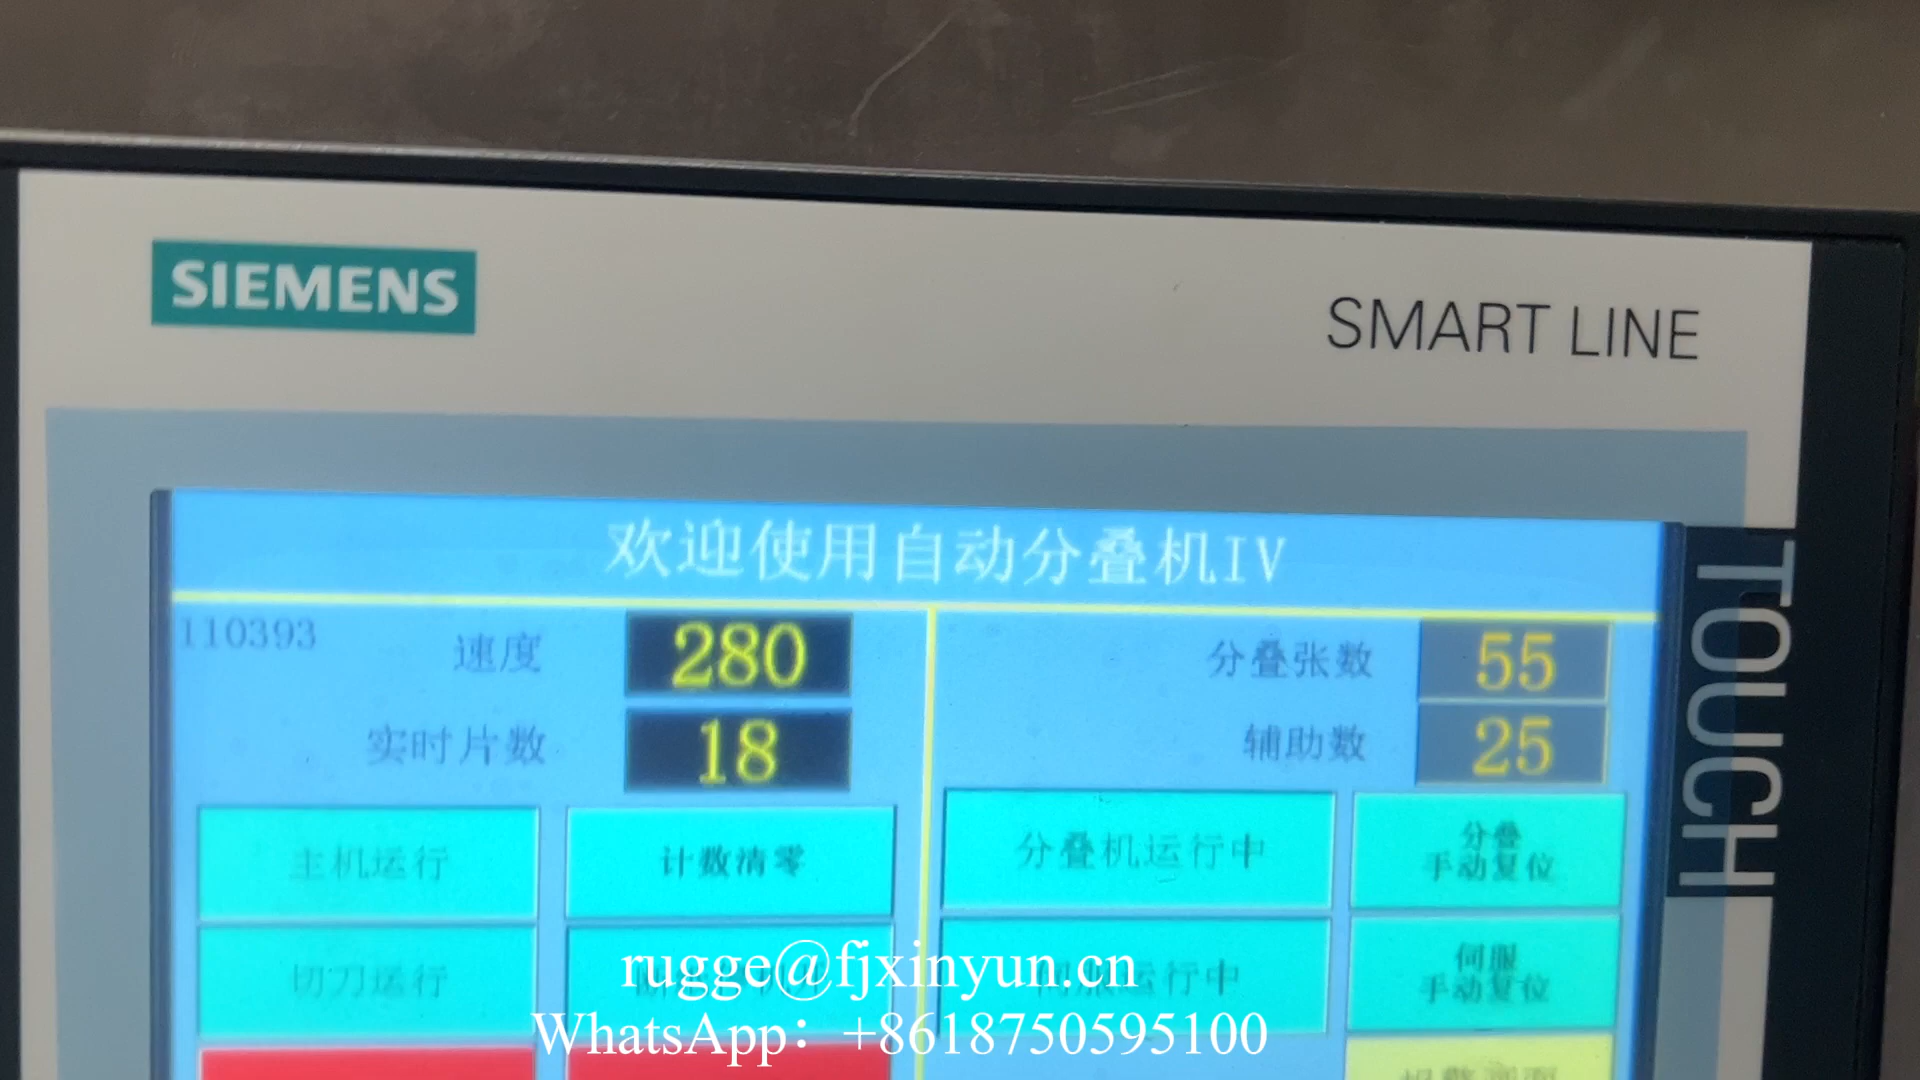 SIEMENS
SMART LINE
TOUCH
欢迎使用自动分叠机IV
110393
速度 280
分叠张数 55
实时片数 18
辅助数 25
主机运行
计数清零
分叠机运行中
分叠
手动复位
切刀运行
伺服运行中
伺服
手动复位
rugge@fjxinyun.cn
WhatsApp：+8618750595100